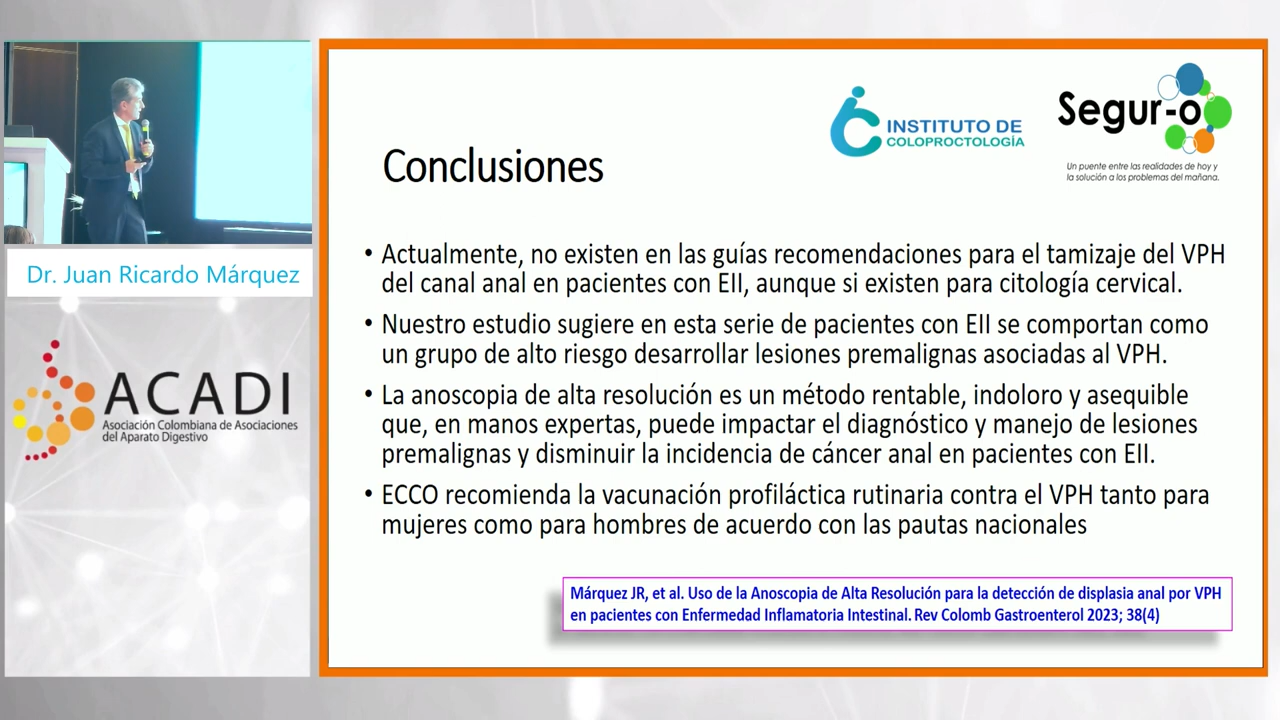 Dr. Juan Ricardo Márquez
ACADI
Asociación Colombiana de Asociaciones
del Aparato Digestivo
INSTITUTO DE
COLOPROCTOLOGÍA
Segur-o
Un puente entre las realidades de hoy y
la solución a los problemas del mañana.
Conclusiones
• Actualmente, no existen en las guías recomendaciones para el tamizaje del VPH
del canal anal en pacientes con EII, aunque si existen para citología cervical.
• Nuestro estudio sugiere en esta serie de pacientes con EII se comportan como
un grupo de alto riesgo desarrollar lesiones premalignas asociadas al VPH.
• La anoscopia de alta resolución es un método rentable, indoloro y asequible
que, en manos expertas, puede impactar el diagnóstico y manejo de lesiones
premalignas y disminuir la incidencia de cáncer anal en pacientes con EII.
• ECCO recomienda la vacunación profiláctica rutinaria contra el VPH tanto para
mujeres como para hombres de acuerdo con las pautas nacionales
Márquez JR, et al. Uso de la Anoscopia de Alta Resolución para la detección de displasia anal por VPH
en pacientes con Enfermedad Inflamatoria Intestinal. Rev Colomb Gastroenterol 2023; 38(4)